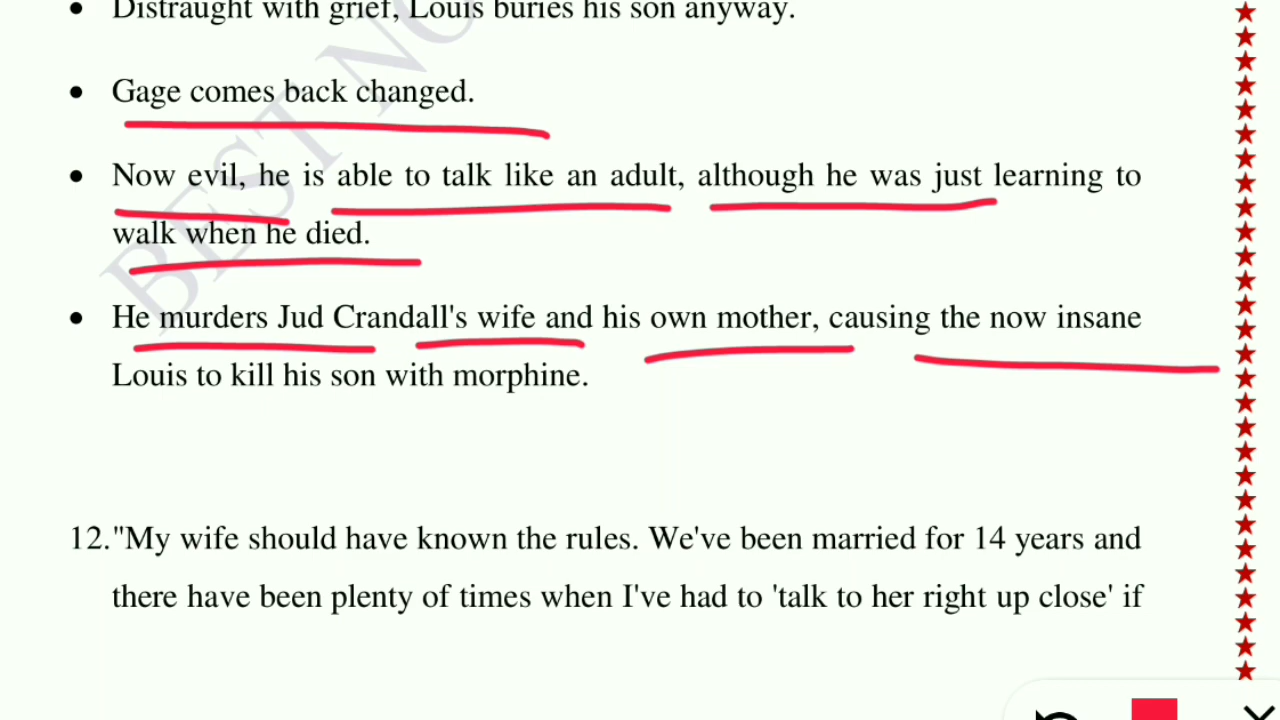 • Distraught with grief, Louis buries his son anyway.
• Gage comes back changed.
• Now evil, he is able to talk like an adult, although he was just learning to
walk when he died.
• He murders Jud Crandall's wife and his own mother, causing the now insane
Louis to kill his son with morphine.
12."My wife should have known the rules. We've been married for 14 years and
there have been plenty of times when I've had to 'talk to her right up close' if
BEST NO